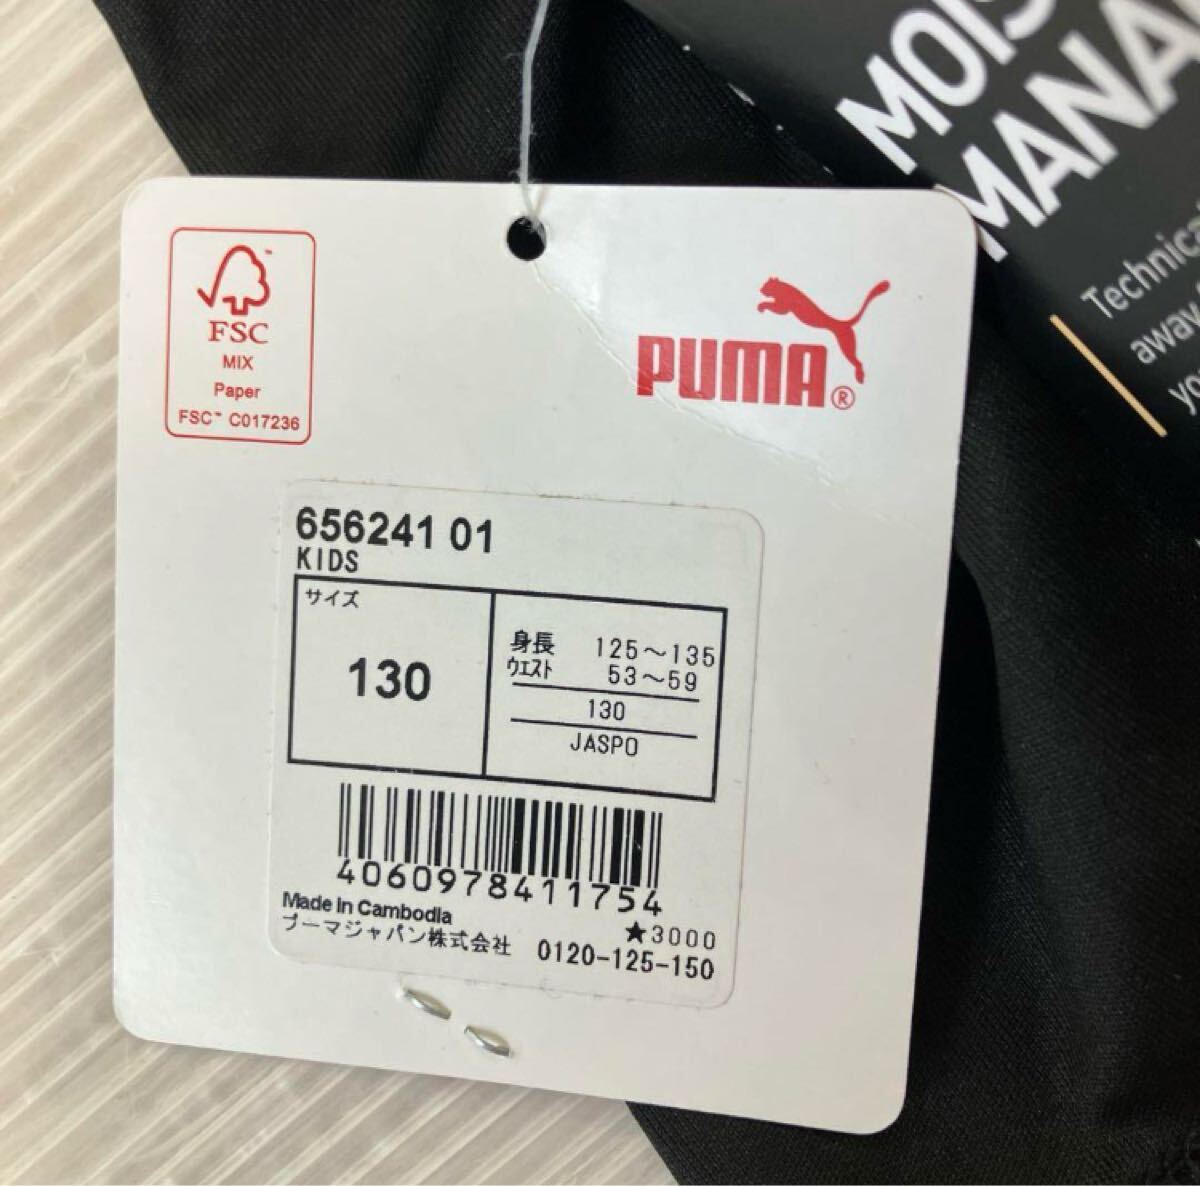 FSC
MIX
Paper
FSC™ C017236
PUMA®
656241 01
KIDS
サイズ
130
身長 125～135
ウエスト 53～59
130
JASPO
4060978411754
Made in Cambodia
★3000
プーマジャパン株式会社 0120-125-150
MANA
Technica
away